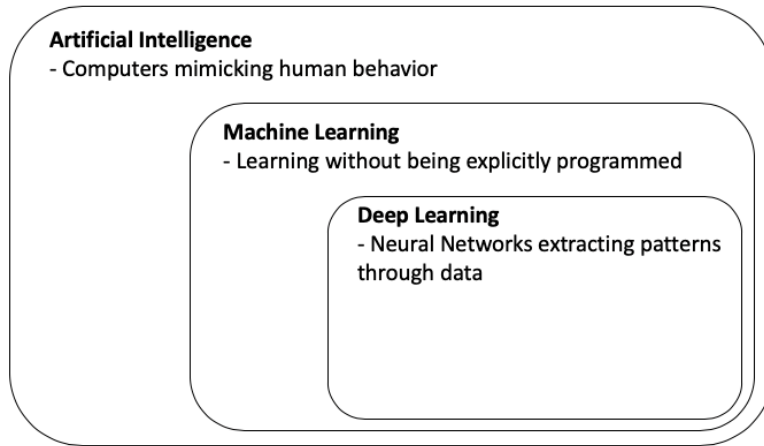 Artificial Intelligence
- Computers mimicking human behavior
Machine Learning
- Learning without being explicitly programmed
Deep Learning
- Neural Networks extracting patterns
through data